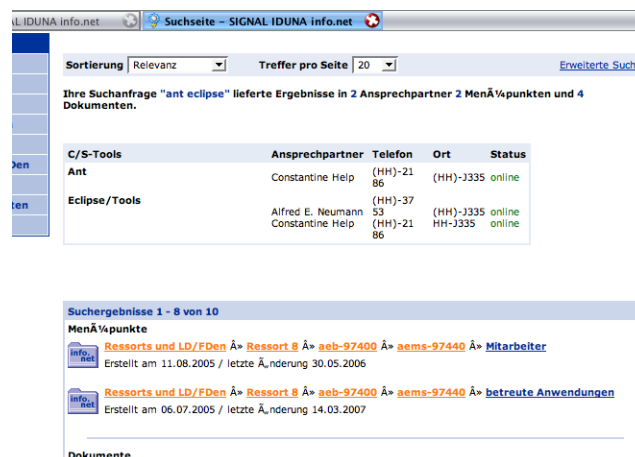 L IDUNA info.net
Suchseite – SIGNAL IDUNA info.net
Sortierung Relevanz Treffer pro Seite 20 Erweiterte Such
Ihre Suchanfrage "ant eclipse" lieferte Ergebnisse in 2 Ansprechpartner 2 MenÃ¼punkten und 4
Dokumenten.
C/S-Tools Ansprechpartner Telefon Ort Status
Ant Constantine Help (HH)-21 86 (HH)-J335 online
Eclipse/Tools
Alfred E. Neumann (HH)-37 53 (HH)-J335 online
Constantine Help (HH)-21 86 HH-J335 online
Den
ten
Suchergebnisse 1 - 8 von 10
MenÃ¼punkte
info.net Ressorts und LD/FDen Â» Ressort 8 Â» aeb-97400 Â» aems-97440 Â» Mitarbeiter
Erstellt am 11.08.2005 / letzte Ã„nderung 30.05.2006
info.net Ressorts und LD/FDen Â» Ressort 8 Â» aeb-97400 Â» aems-97440 Â» betreute Anwendungen
Erstellt am 06.07.2005 / letzte Ã„nderung 14.03.2007
Dokumente